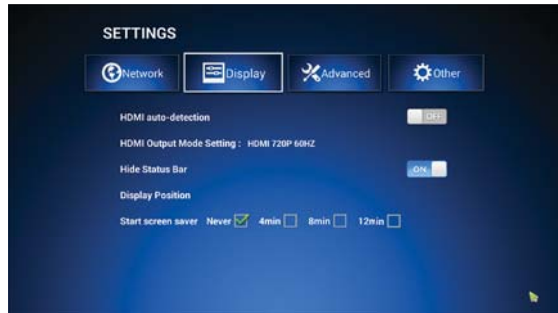 SETTINGS
Network Display Advanced Other
HDMI auto-detection OFF
HDMI Output Mode Setting : HDMI 720P 60HZ
Hide Status Bar ON
Display Position
Start screen saver Never 4min 8min 12min